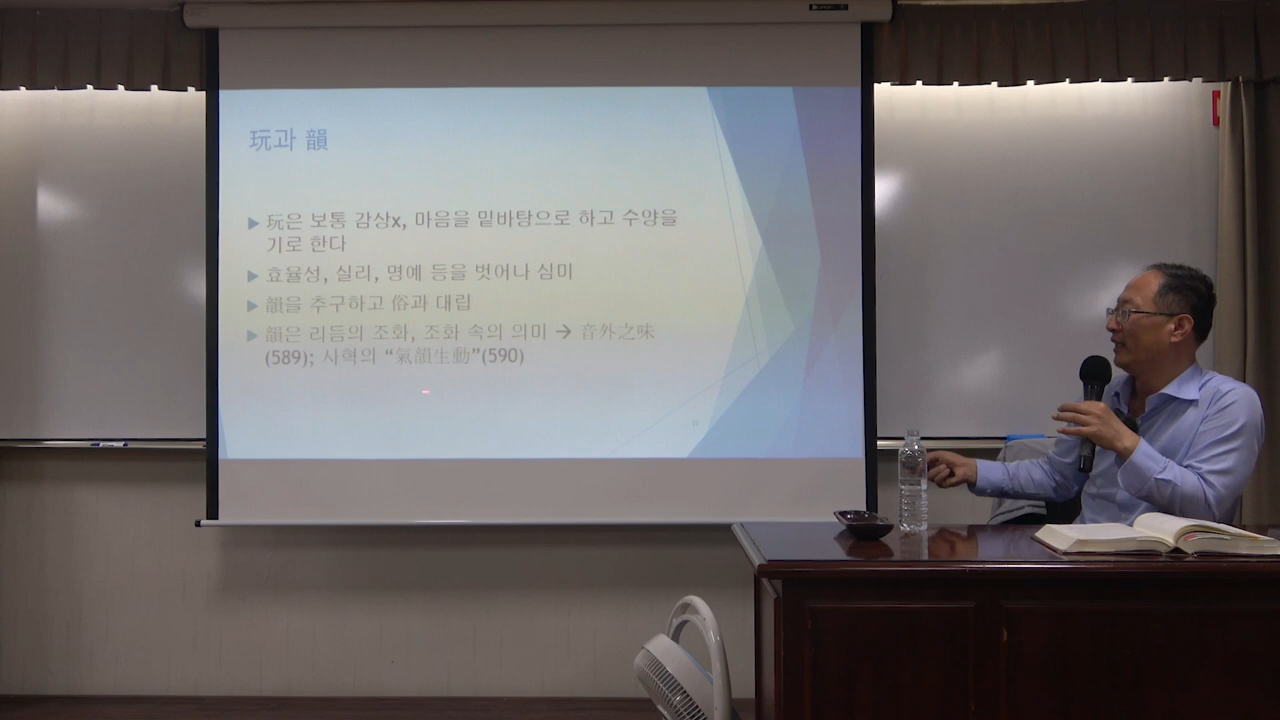 玩과 韻
玩은 보통 감상x, 마음을 밑바탕으로 하고 수양을
기로 한다
효율성, 실리, 명예 등을 벗어나 심미
韻을 추구하고 俗과 대립
韻은 리듬의 조화, 조화 속의 의미 → 音外之味
(589); 사혁의 “氣韻生動”(590)